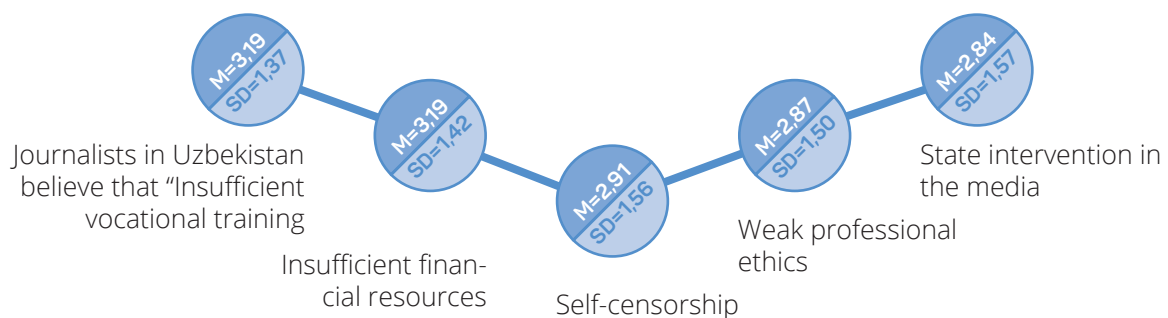 M=3,19
SD=1,37
Journalists in Uzbekistan
believe that “Insufficient
vocational training
M=3,19
SD=1,42
Insufficient finan-
cial resources
M=2,91
SD=1,56
Self-censorship
M=2,87
SD=1,50
Weak professional
ethics
M=2,84
SD=1,57
State intervention in
the media